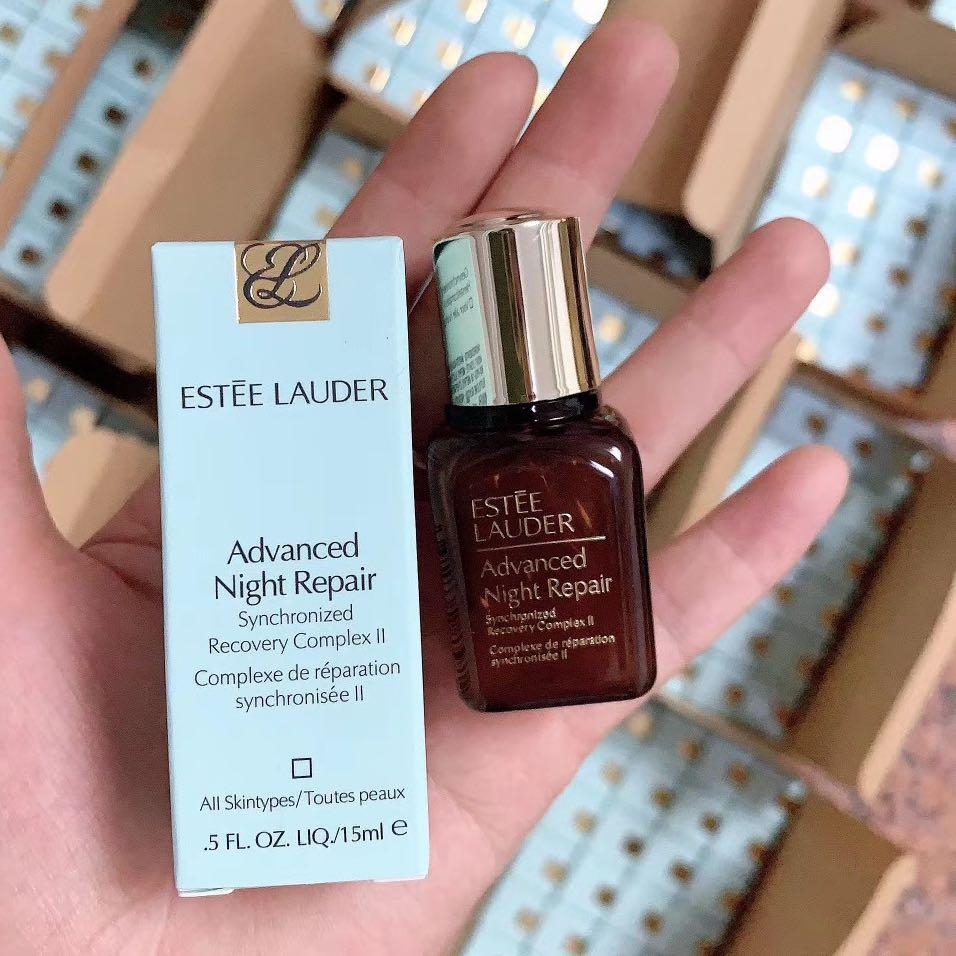 EL
ESTĒE LAUDER
Advanced
Night Repair
Synchronized
Recovery Complex II
Complexe de réparation
synchronisée II
All Skintypes/Toutes peaux
.5 FL. OZ. LIQ./15ml e
ESTĒE
LAUDER
Advanced
Night Repair
Synchronized
Recovery Complex II
Complexe de réparation
synchronisée II